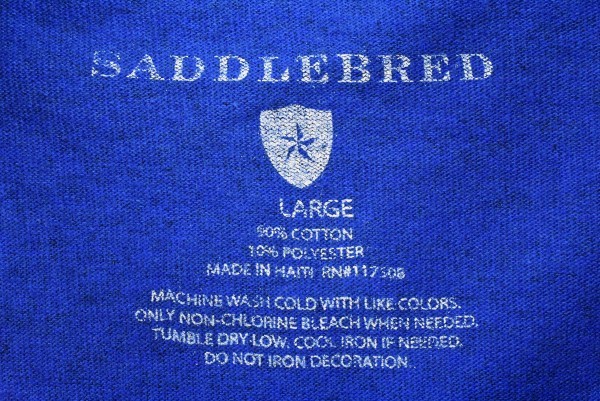 SADDLEBRED
LARGE
90% COTTON
10% POLYESTER
MADE IN HAITI RN#117508
MACHINE WASH COLD WITH LIKE COLORS.
ONLY NON-CHLORINE BLEACH WHEN NEEDED.
TUMBLE DRY LOW. COOL IRON IF NEEDED.
DO NOT IRON DECORATION.